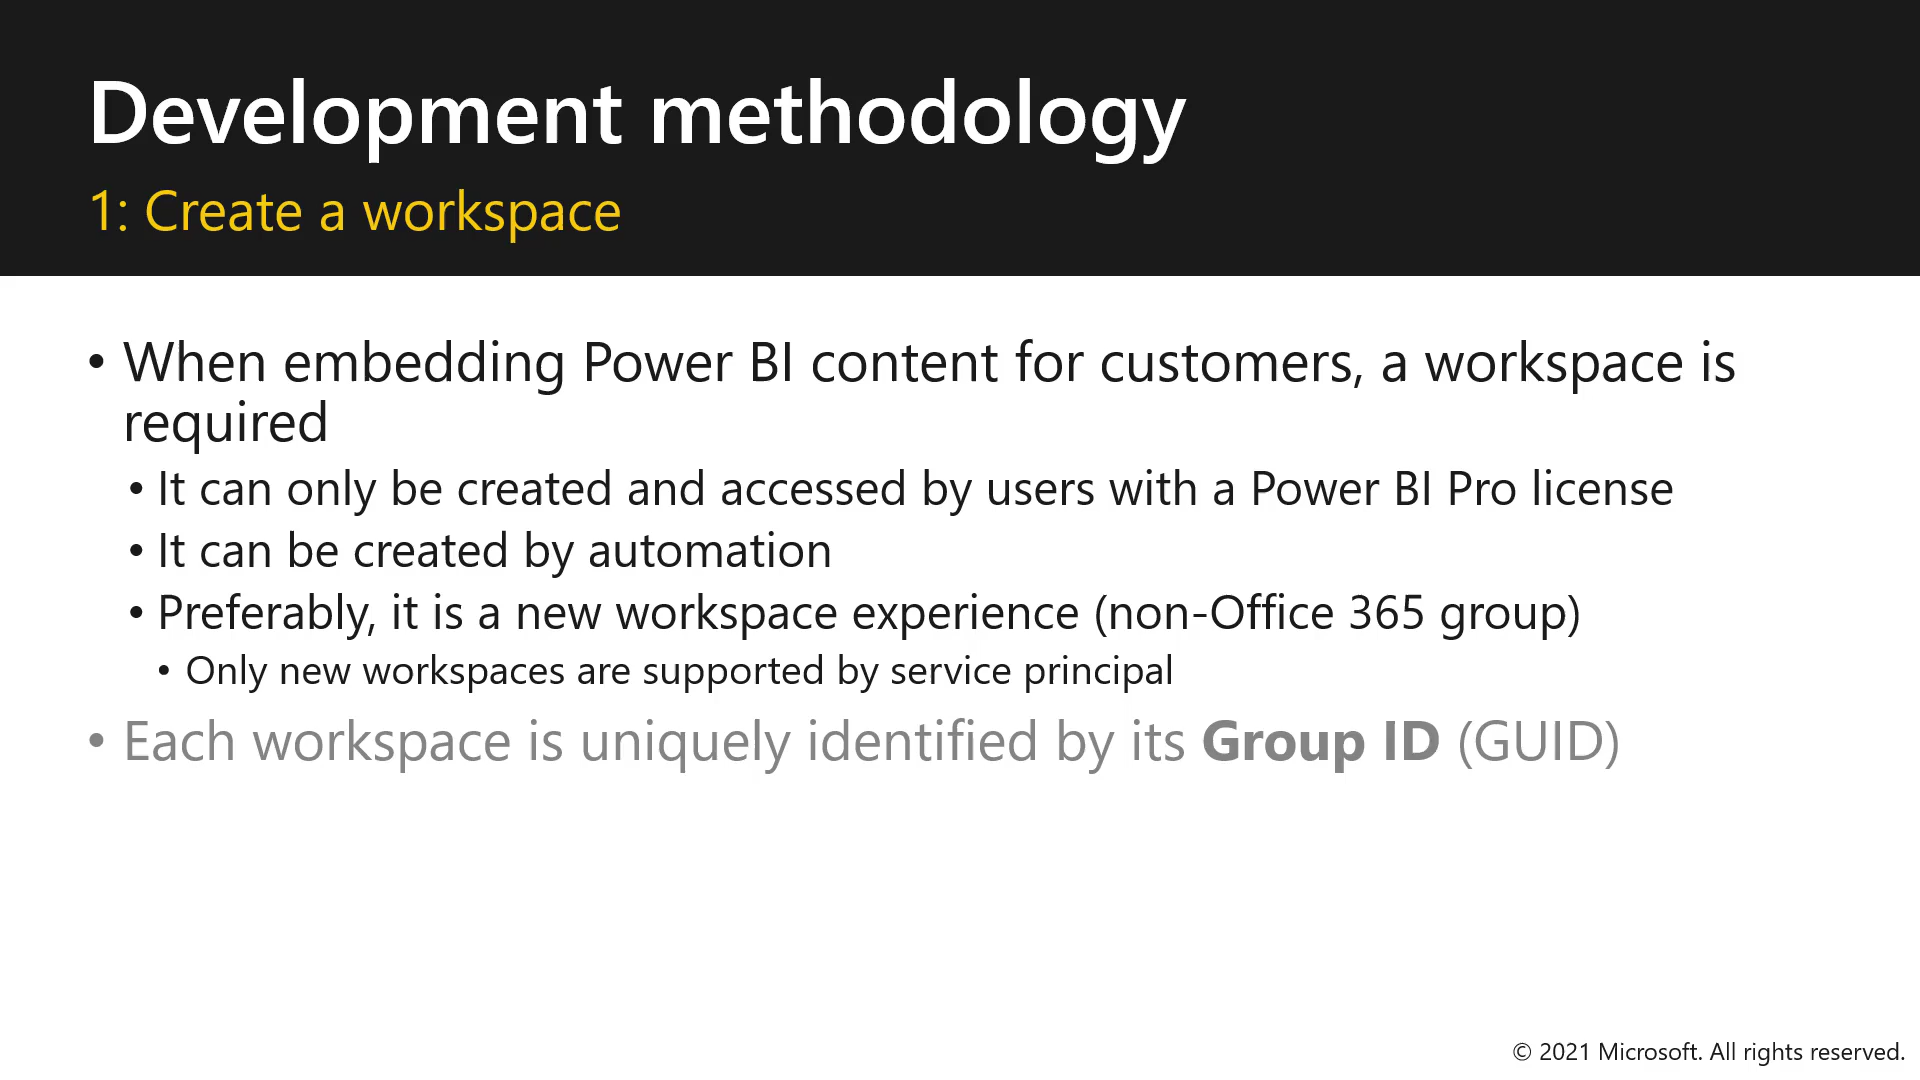 Development methodology
1: Create a workspace
• When embedding Power BI content for customers, a workspace is
required
• It can only be created and accessed by users with a Power BI Pro license
• It can be created by automation
• Preferably, it is a new workspace experience (non-Office 365 group)
• Only new workspaces are supported by service principal
• Each workspace is uniquely identified by its Group ID (GUID)
© 2021 Microsoft. All rights reserved.